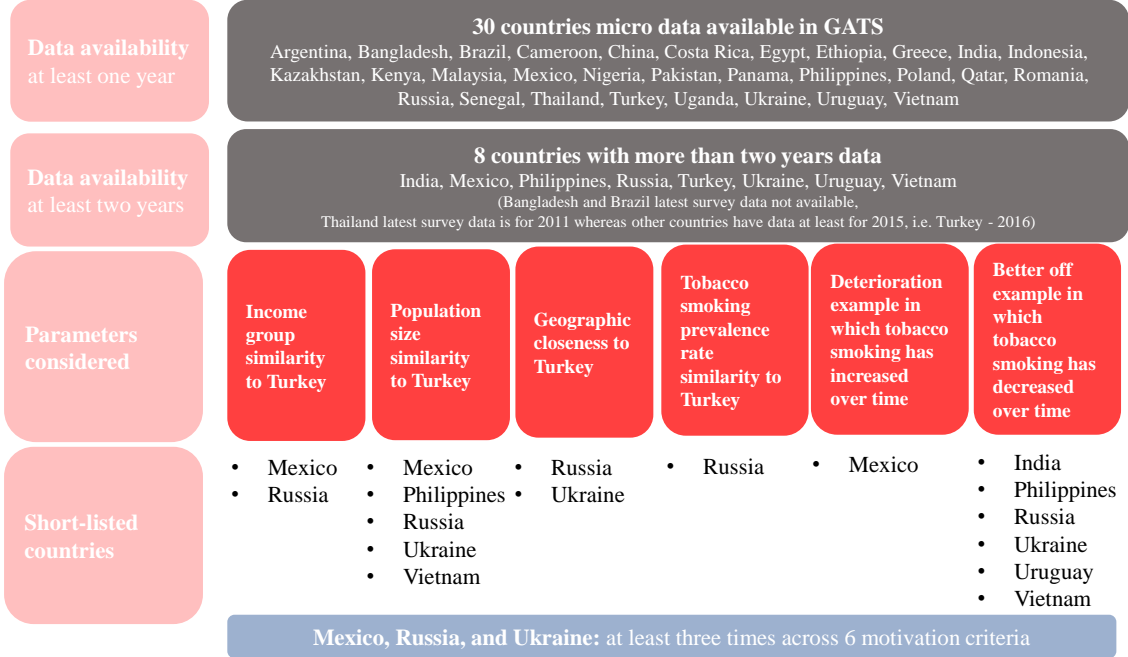 Data availability
at least one year
30 countries micro data available in GATS
Argentina, Bangladesh, Brazil, Cameroon, China, Costa Rica, Egypt, Ethiopia, Greece, India, Indonesia,
Kazakhstan, Kenya, Malaysia, Mexico, Nigeria, Pakistan, Panama, Philippines, Poland, Qatar, Romania,
Russia, Senegal, Thailand, Turkey, Uganda, Ukraine, Uruguay, Vietnam
Data availability
at least two years
8 countries with more than two years data
India, Mexico, Philippines, Russia, Turkey, Ukraine, Uruguay, Vietnam
(Bangladesh and Brazil latest survey data not available,
Thailand latest survey data is for 2011 whereas other countries have data at least for 2015, i.e. Turkey - 2016)
Parameters
considered
Income
group
similarity
to Turkey
Population
size
similarity
to Turkey
Geographic
closeness to
Turkey
Tobacco
smoking
prevalence
rate
similarity to
Turkey
Deterioration
example in
which tobacco
smoking has
increased
over time
Better off
example in
which
tobacco
smoking has
decreased
over time
Short-listed
countries
• Mexico
• Russia
• Mexico
• Philippines
• Russia
• Ukraine
• Vietnam
• Russia
• Ukraine
• Russia
• Mexico
• India
• Philippines
• Russia
• Ukraine
• Uruguay
• Vietnam
Mexico, Russia, and Ukraine: at least three times across 6 motivation criteria